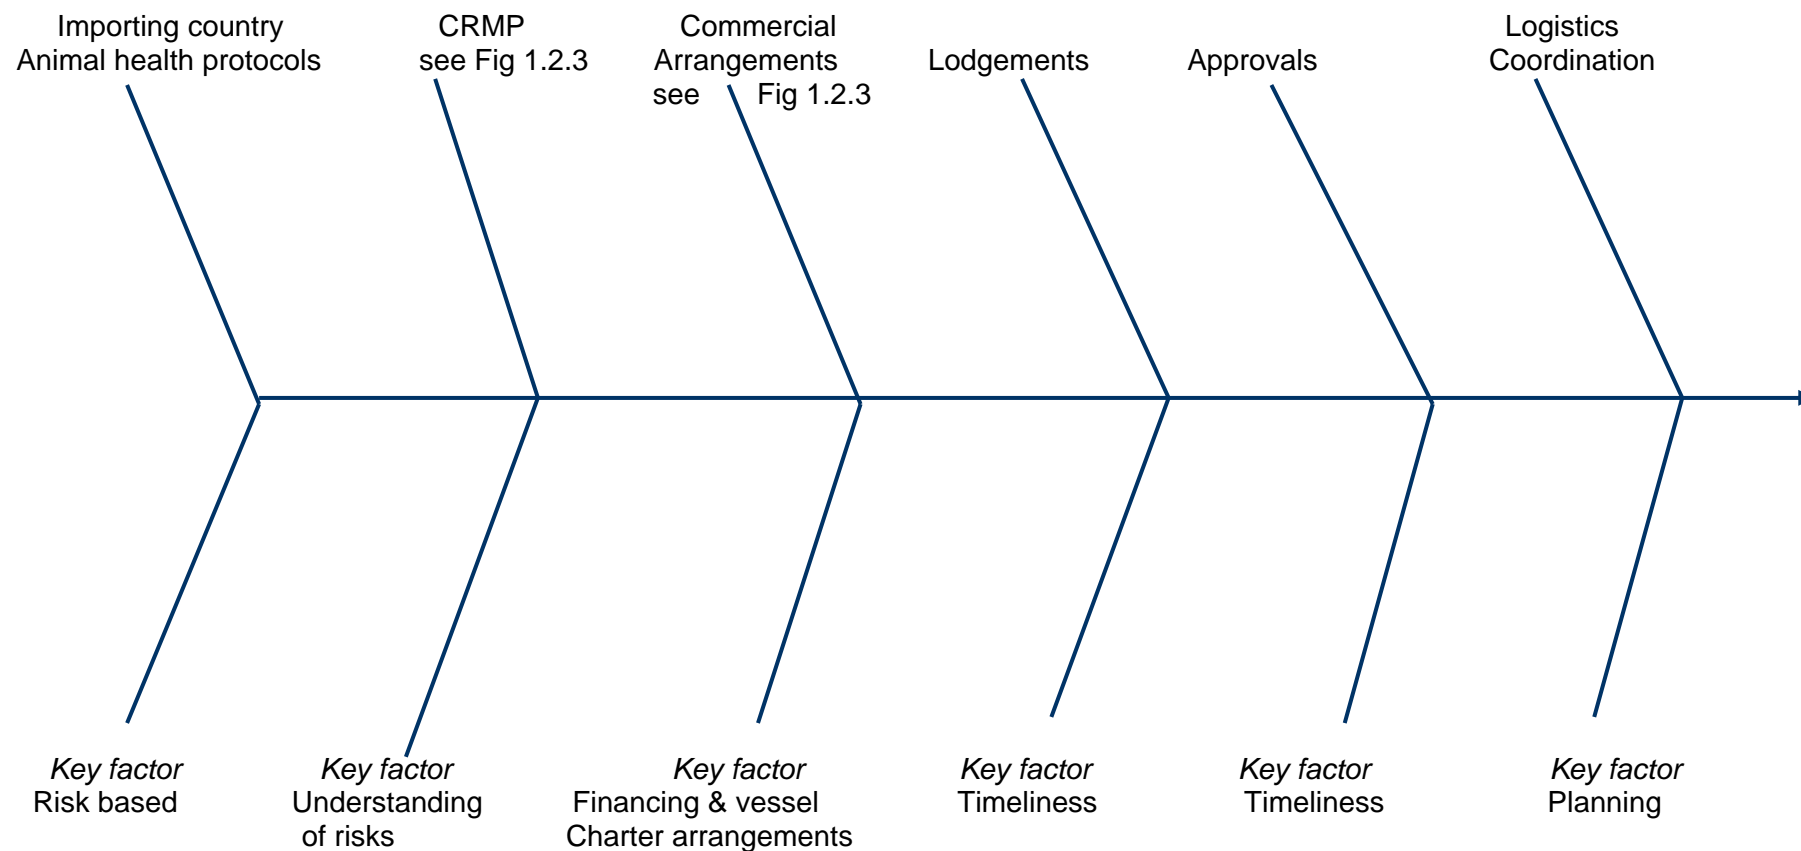 Importing country
Animal health protocols
CRMP
see Fig 1.2.3
Commercial
Arrangements
see Fig 1.2.3
Lodgements
Approvals
Logistics
Coordination
Key factor
Risk based
Key factor
Understanding
of risks
Key factor
Financing & vessel
Charter arrangements
Key factor
Timeliness
Key factor
Timeliness
Key factor
Planning